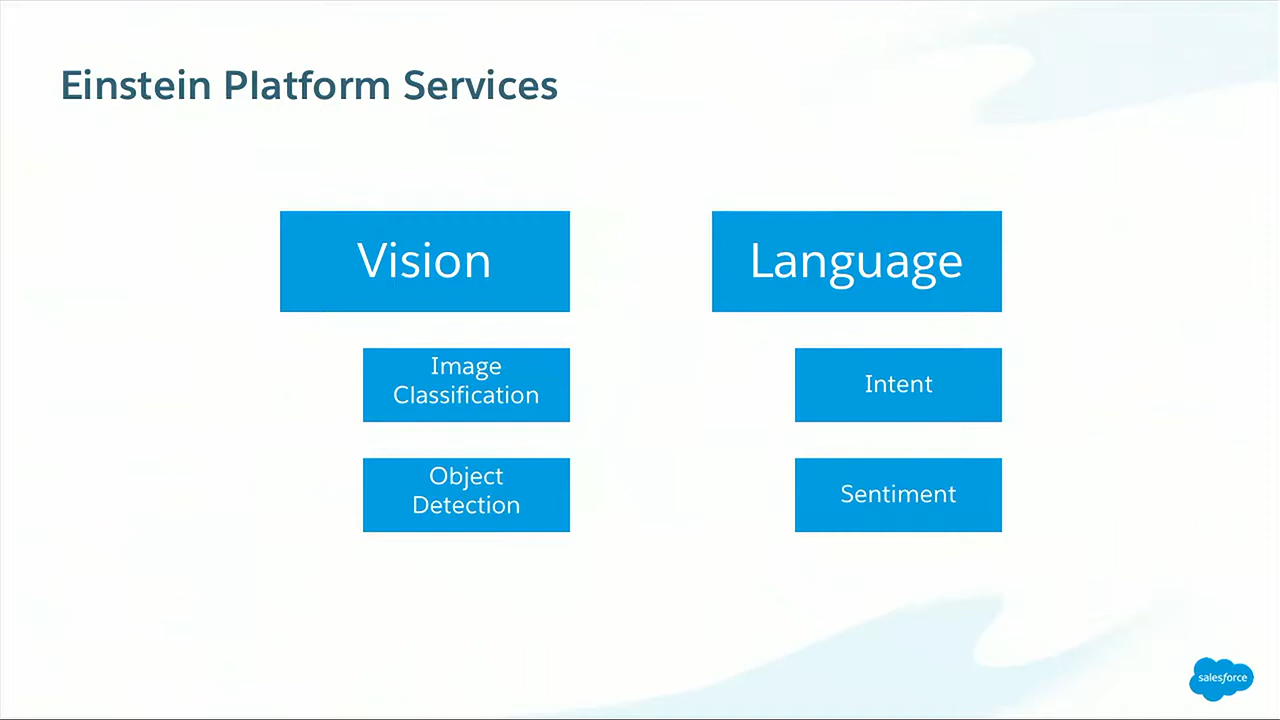 Einstein Platform Services
Vision
Language
Image
Classification
Intent
Object
Detection
Sentiment
salesforce